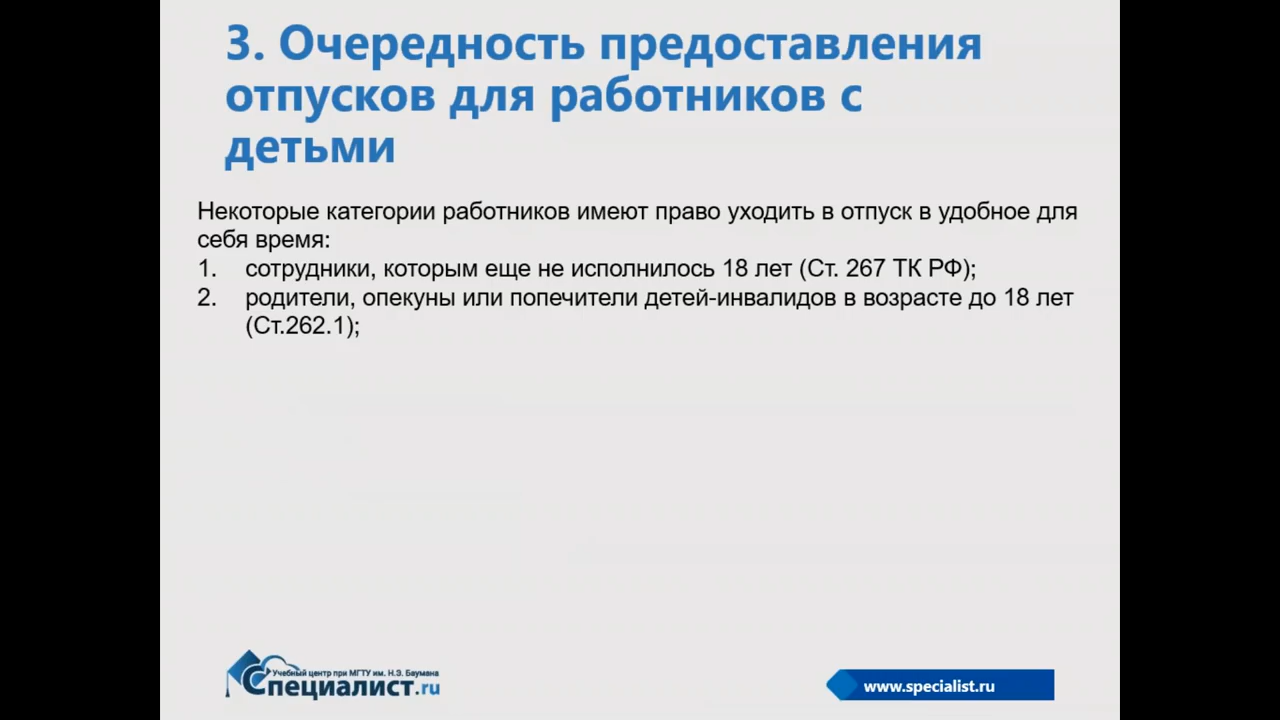 3. Очередность предоставления
отпусков для работников с
детьми
Некоторые категории работников имеют право уходить в отпуск в удобное для
себя время:
1. сотрудники, которым еще не исполнилось 18 лет (Ст. 267 ТК РФ);
2. родители, опекуны или попечители детей-инвалидов в возрасте до 18 лет
(Ст.262.1);
Учебный центр при МГТУ им. Н.Э. Баумана
Специалист.ru
www.specialist.ru